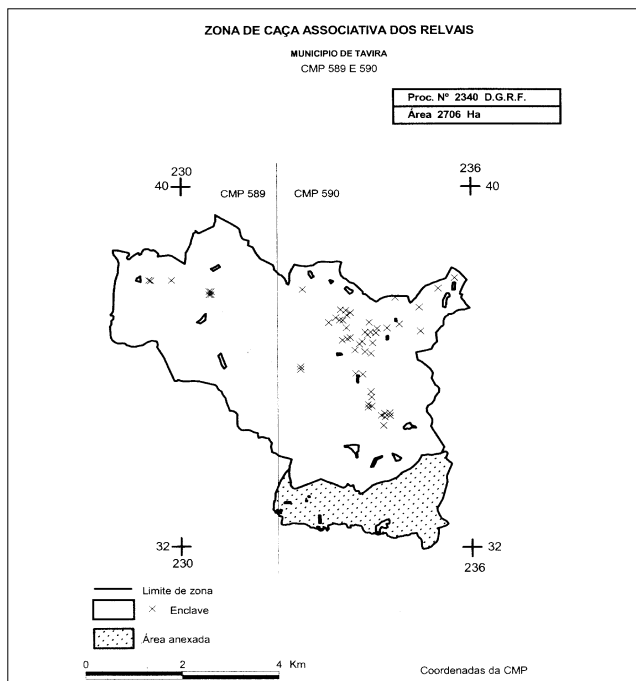 ZONA DE CAÇA ASSOCIATIVA DOS RELVAIS
MUNICIPIO DE TAVIRA
CMP 589 E 590
Proc. Nº 2340 D.G.R.F.
Área 2706 Ha
230
236
40
CMP 589
CMP 590
40
32
32
230
236
Limite de zona
Enclave
Área anexada
0
2
4
Km
Coordenadas da CMP